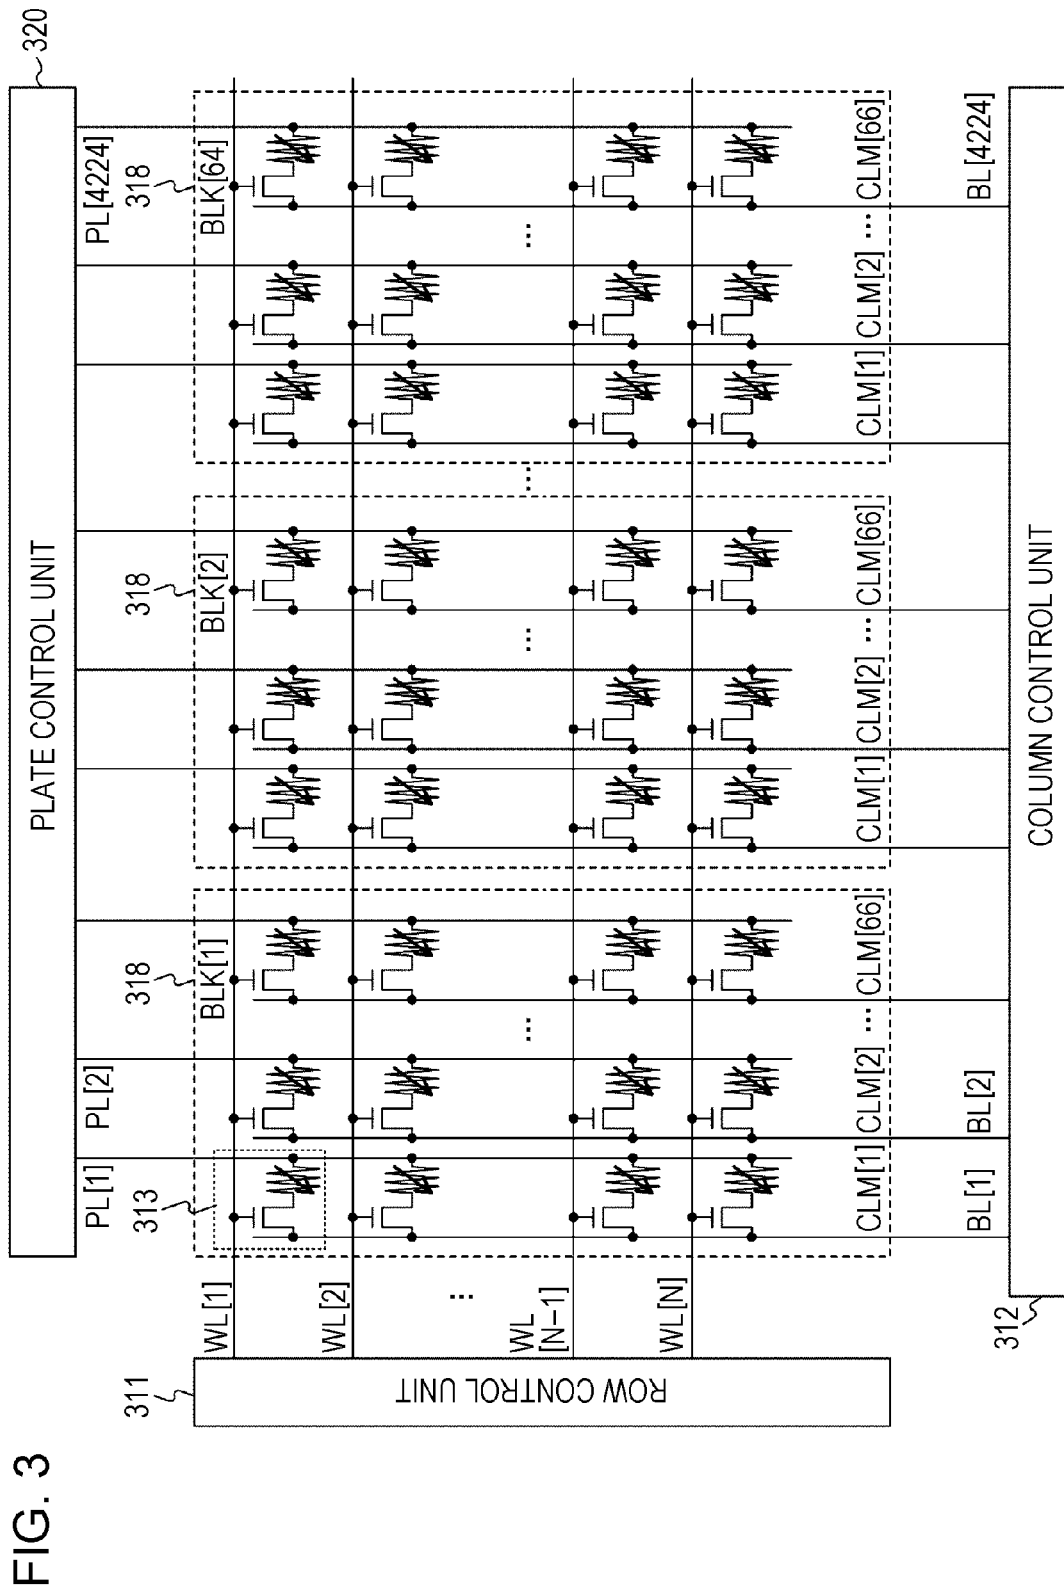 FIG. 3
320
PLATE CONTROL UNIT
PL[1]
PL[2]
PL[4224]
313
318
318
318
BLK[1]
BLK[2]
BLK[64]
311
ROW CONTROL UNIT
WL[1]
WL[2]
...
WL
[N−1]
WL[N]
...
...
...
...
CLM[1]
CLM[2]
...
CLM[66]
CLM[1]
CLM[2]
...
CLM[66]
CLM[1]
CLM[2]
...
CLM[66]
BL[1]
BL[2]
BL[4224]
312
COLUMN CONTROL UNIT